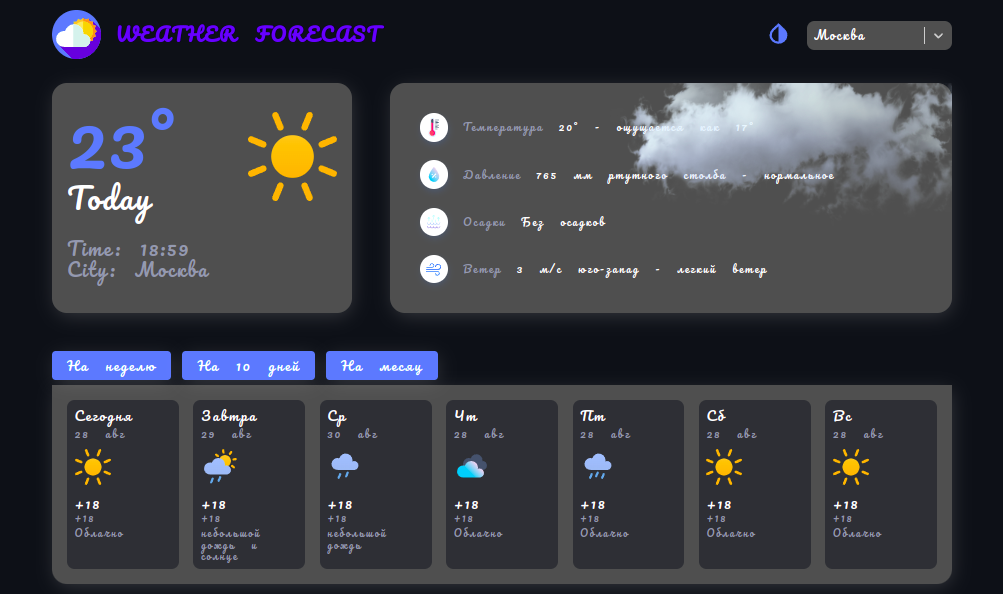 WEATHER FORECAST
Москва
23°
Today
Time: 18:59
City: Москва
Температура 20° - ощущается как 17°
Давление 765 мм ртутного столба - нормальное
Осадки Без осадков
Ветер 3 м/с юго-запад - легкий ветер
На неделю На 10 дней На месяц
Сегодня
28 авг
+18
+18
Облачно
Завтра
29 авг
+18
+18
небольшой
дождь и
солнце
Ср
30 авг
+18
+18
небольшой
дождь
Чт
28 авг
+18
+18
Облачно
Пт
28 авг
+18
+18
Облачно
Сб
28 авг
+18
+18
Облачно
Вс
28 авг
+18
+18
Облачно